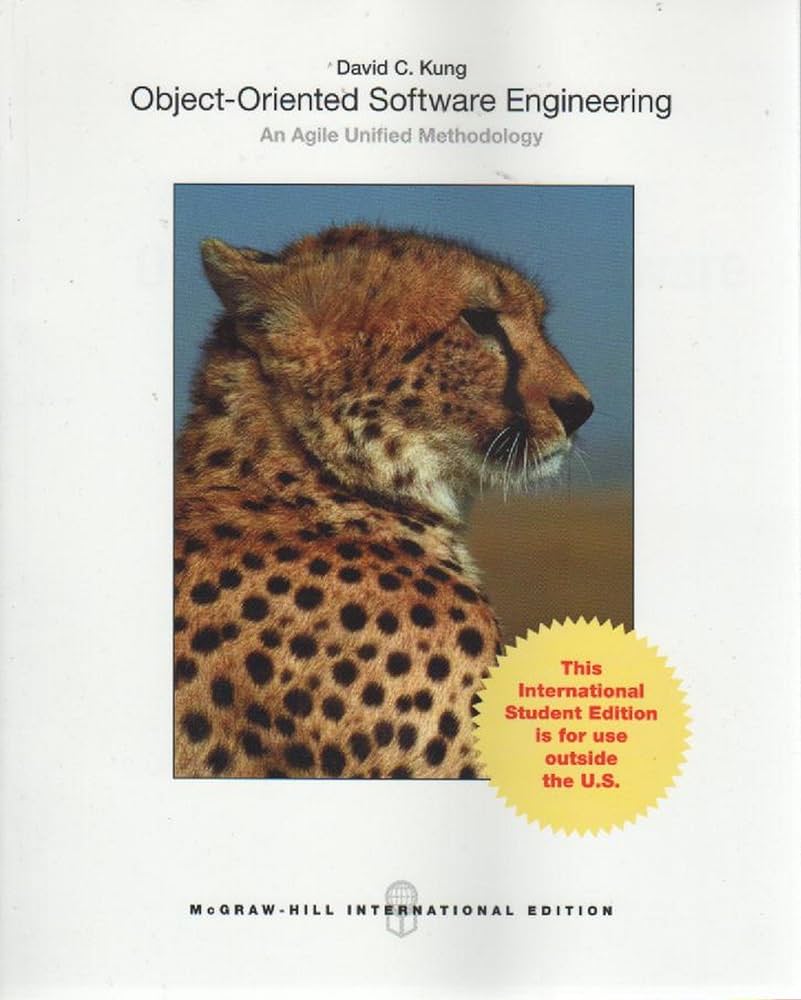 David C. Kung
Object-Oriented Software Engineering
An Agile Unified Methodology
This
International
Student Edition
is for use
outside
the U.S.
McGRAW-HILL INTERNATIONAL EDITION